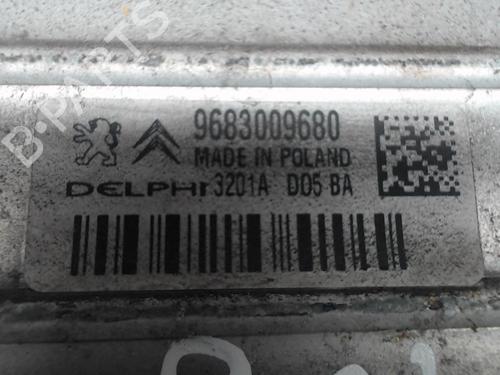 B-PARTS
9683009680
MADE IN POLAND
DELPHI 3201A D05 BA